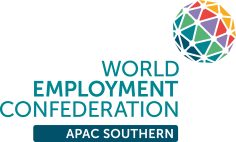 WORLD
EMPLOYMENT
CONFEDERATION
APAC SOUTHERN